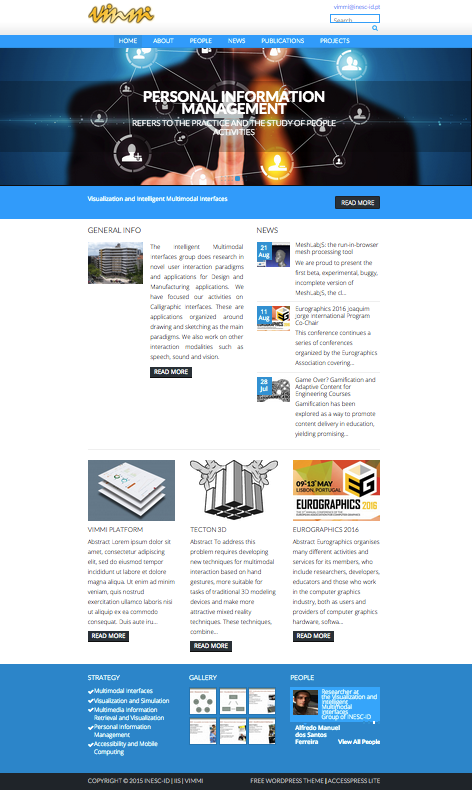 vimmi
vimmi@inesc-id.pt
Search
HOME ABOUT PEOPLE NEWS PUBLICATIONS PROJECTS
PERSONAL INFORMATION
MANAGEMENT
REFERS TO THE PRACTICE AND THE STUDY OF PEOPLE
ACTIVITIES
Visualization and Intelligent Multimodal Interfaces
READ MORE
GENERAL INFO
The Intelligent Multimodal
Interfaces group does research in
novel user interaction paradigms
and applications for Design and
Manufacturing applications. We
have focused our activities on
Calligraphic Interfaces. These are
applications organized around
drawing and sketching as the main
paradigms. We also work on other
interaction modalities such as
speech, sound and vision.
READ MORE
NEWS
21
Aug
MeshLabJS: the run-in-browser
mesh processing tool
We are proud to present the
first beta, experimental, buggy,
incomplete version of
MeshLabJS, the cl...
11
Aug
Eurographics 2016 Joaquim
Jorge International Program
Co-Chair
This conference continues a
series of conferences
organized by the Eurographics
Association covering...
28
Jul
Game Over? Gamification and
Adaptive Content for
Engineering Courses
Gamification has been
explored as a way to promote
content delivery in education,
yielding promising...
VIMMI PLATFORM
Abstract Lorem ipsum dolor sit
amet, consectetur adipiscing
elit, sed do eiusmod tempor
incididunt ut labore et dolore
magna aliqua. Ut enim ad minim
veniam, quis nostrud
exercitation ullamco laboris nisi
ut aliquip ex ea commodo
consequat. Duis aute iru...
READ MORE
TECTON 3D
Abstract To address this
problem requires developing
new techniques for multimodal
interaction based on hand
gestures, more suitable for
tasks of traditional 3D modeling
devices and make more
attractive mixed reality
techniques. These techniques,
combine...
READ MORE
09-13 MAY
LISBON, PORTUGAL
EG
EUROGRAPHICS 2016
EUROGRAPHICS 2016
Abstract Eurographics organises
many different activities and
services for its members, who
include researchers, developers,
educators and those who work
in the computer graphics
industry, both as users and
providers of computer graphics
hardware, softwa...
READ MORE
STRATEGY
Multimodal Interfaces
Visualization and Simulation
Multimedia Information
Retrieval and Visualization
Personal Information
Management
Accessibility and Mobile
Computing
GALLERY
PEOPLE
Researcher at
the Visualization and
Intelligent
Multimodal
Interfaces
Group of INESC-ID
Alfredo Manuel
dos Santos
Ferreira
View All People
COPYRIGHT © 2015 INESC-ID | IIS | VIMMI
FREE WORDPRESS THEME | ACCESSPRESS LITE